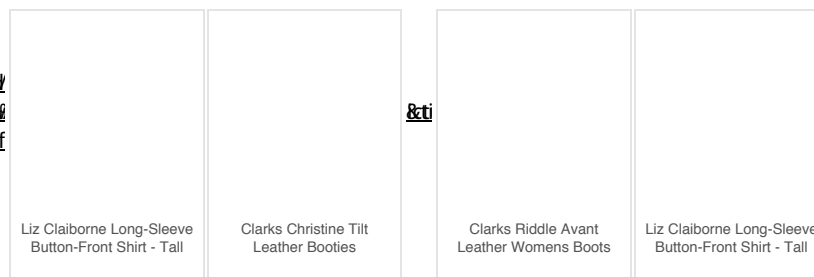 Liz Claiborne Long-Sleeve
Button-Front Shirt - Tall
Clarks Christine Tilt
Leather Booties
Clarks Riddle Avant
Leather Womens Boots
Liz Claiborne Long-Sleeve
Button-Front Shirt - Tall